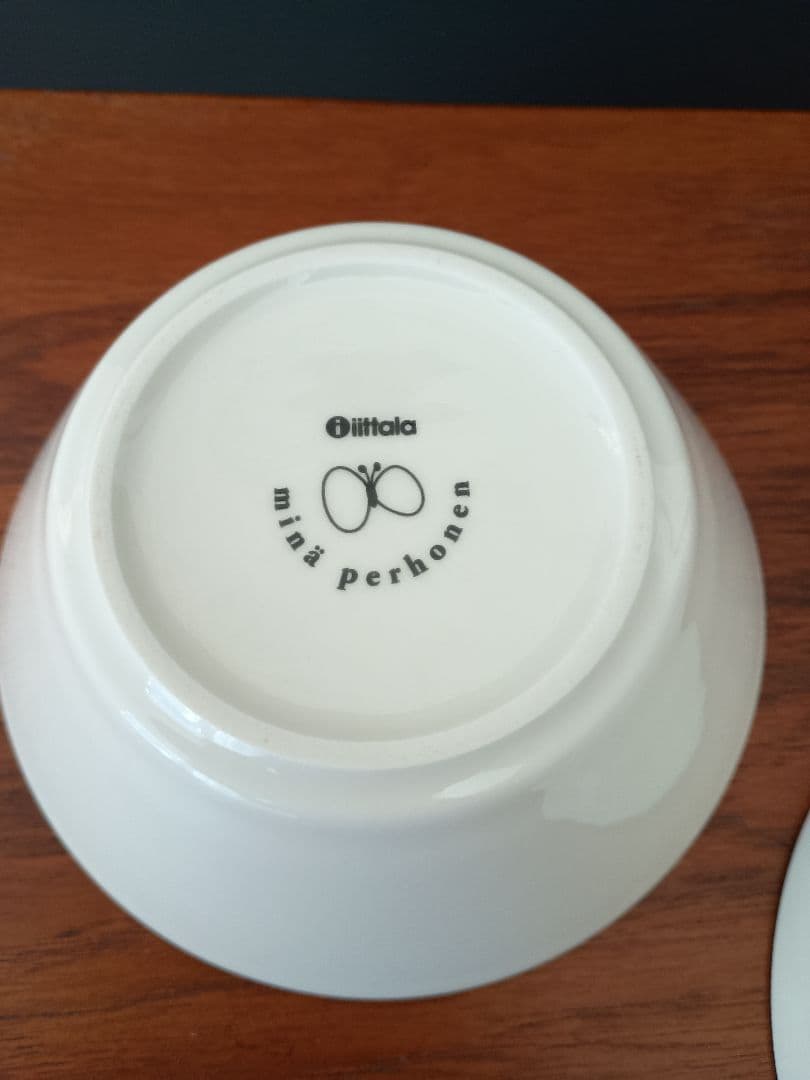 iittala
minä perhonen